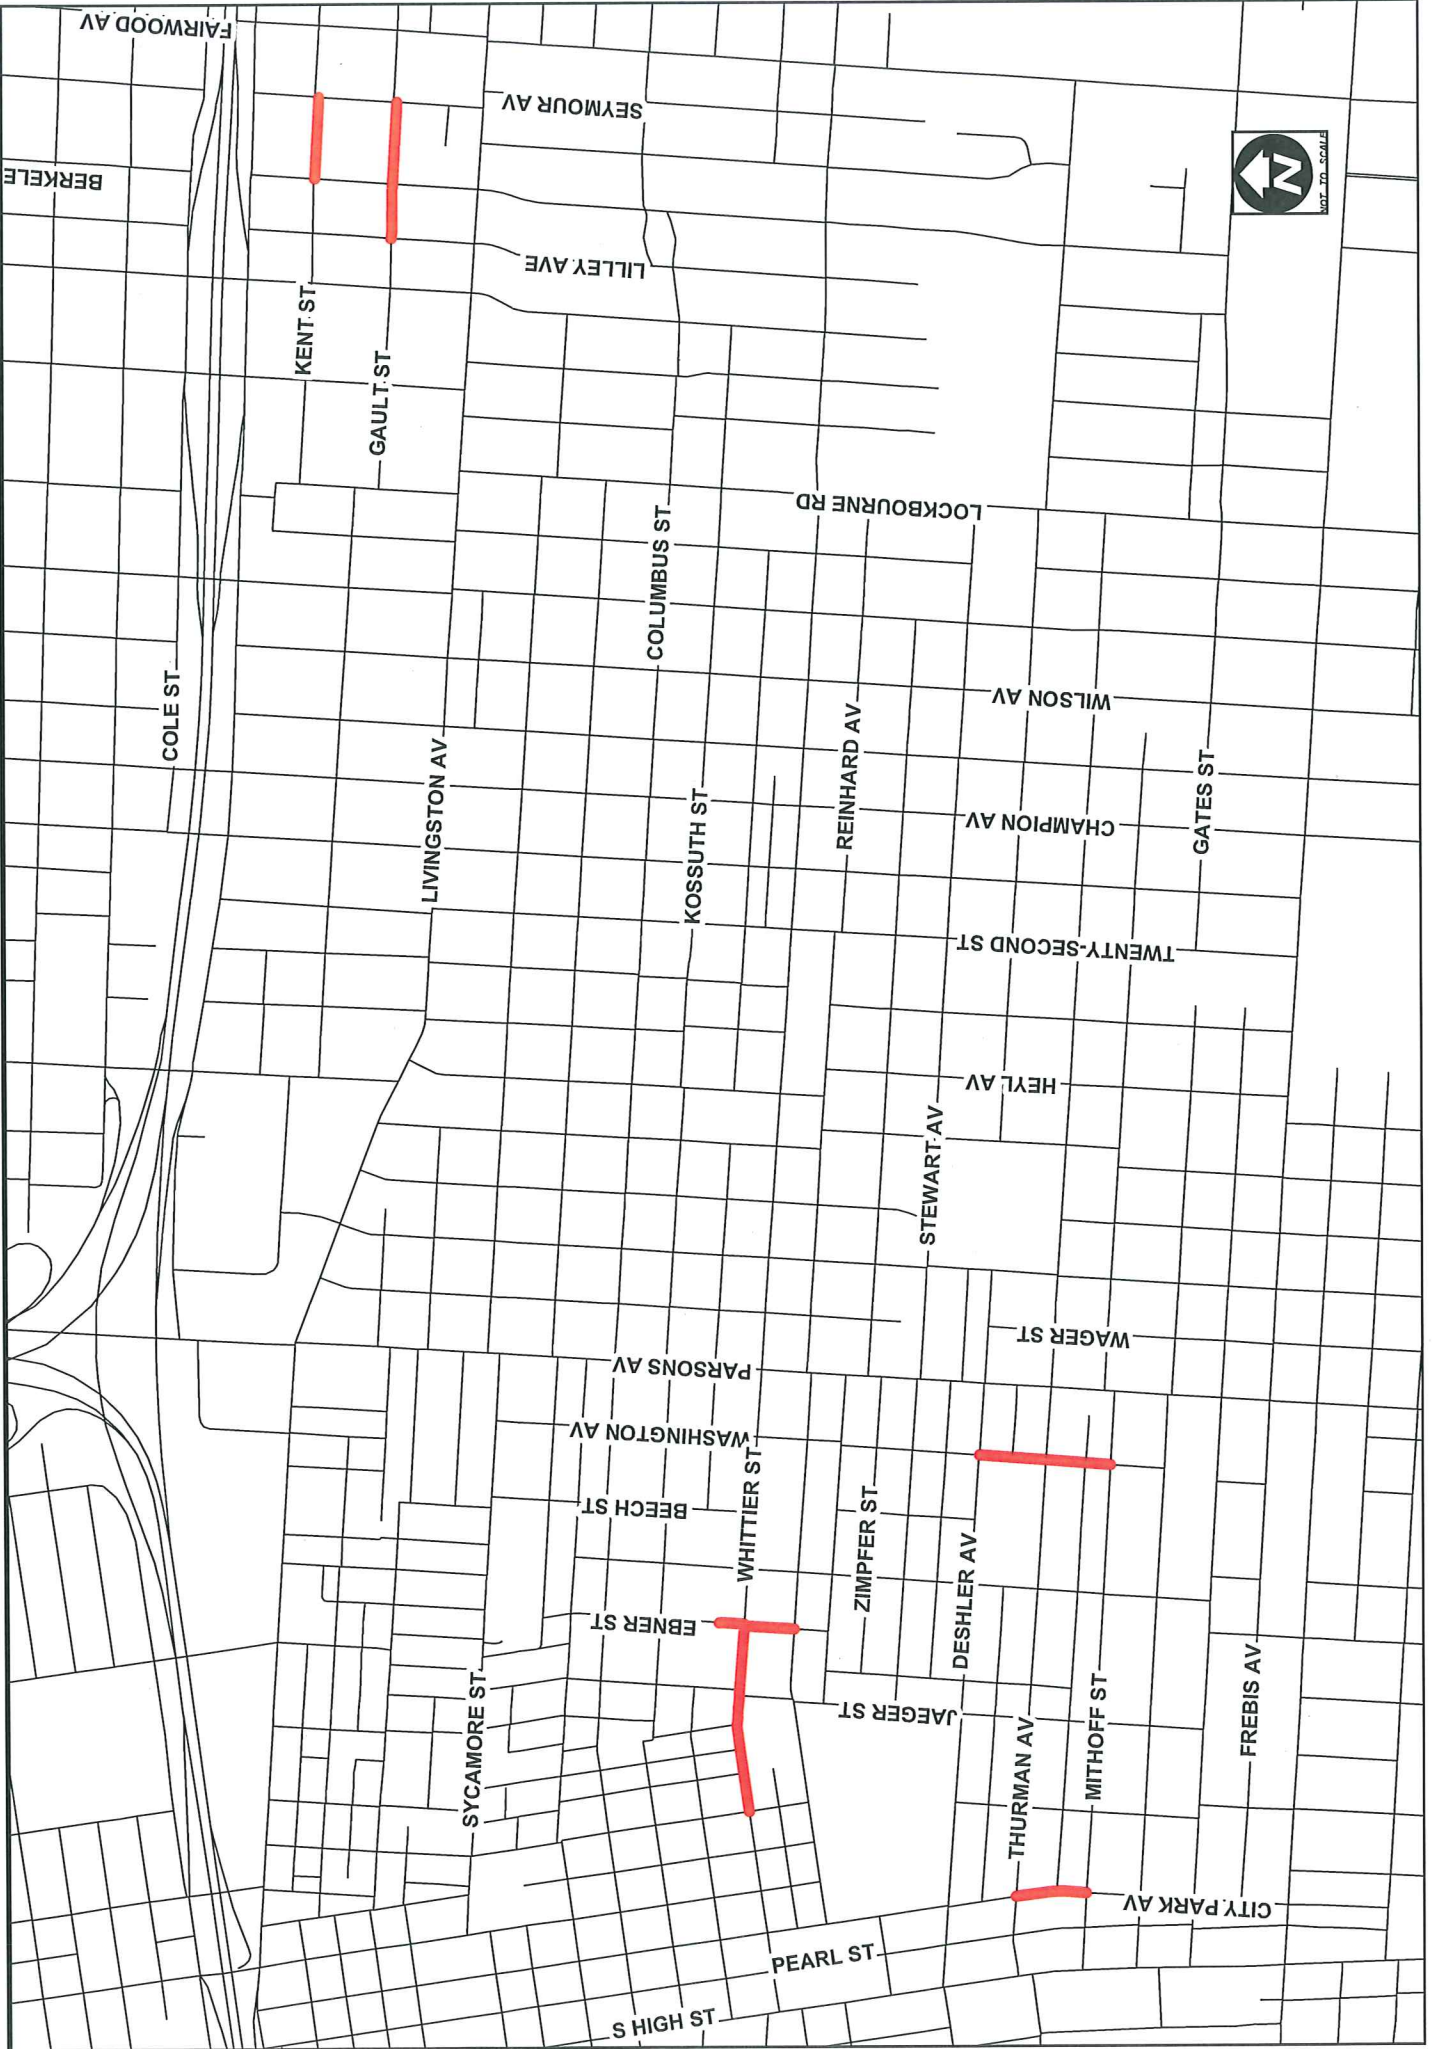 FAIRWOOD AV
SEYMOUR AV
BERKELE
N
NOT TO SCALE
LILLEY AVE
KENT ST
GAULT ST
LOCKBOURNE RD
COLUMBUS ST
COLE ST
WILSON AV
REINHARD AV
LIVINGSTON AV
KOSSUTH ST
GATES ST
CHAMPION AV
TWENTY-SECOND ST
HEYL AV
STEWART AV
WAGER ST
PARSONS AV
WASHINGTON AV
WHITTIER ST
BEECH ST
ZIMPFER ST
DESHLER AV
EBNER ST
SYCAMORE ST
JAEGER ST
THURMAN AV
MITHOFF ST
FREBIS AV
CITY PARK AV
PEARL ST
S HIGH ST